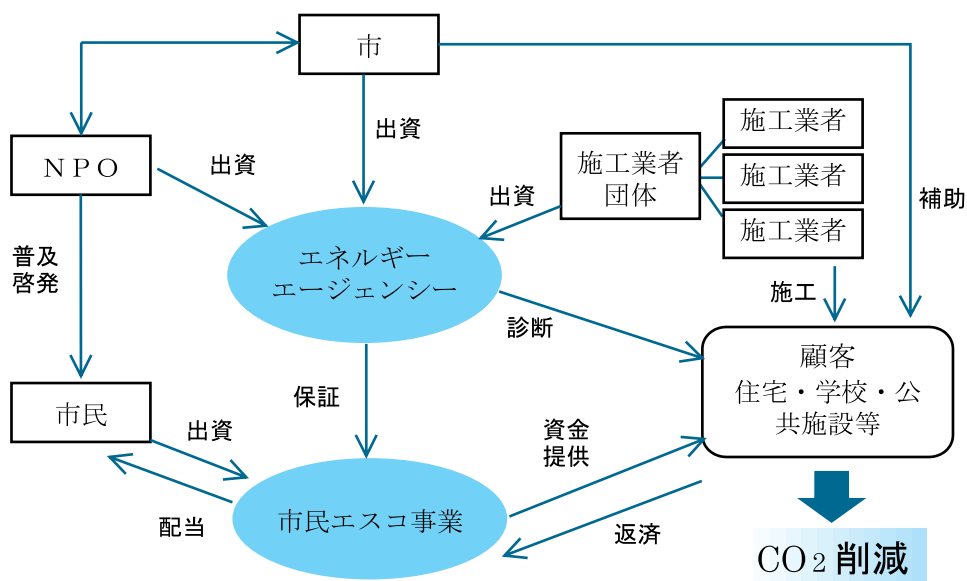 市
出資
ＮＰＯ
出資
施工業者
団体
施工業者
施工業者
施工業者
出資
補助
普及
啓発
エネルギー
エージェンシー
施工
診断
顧客
住宅・学校・公
共施設等
保証
市民
出資
資金
提供
配当
市民エスコ事業
返済
CO₂削減